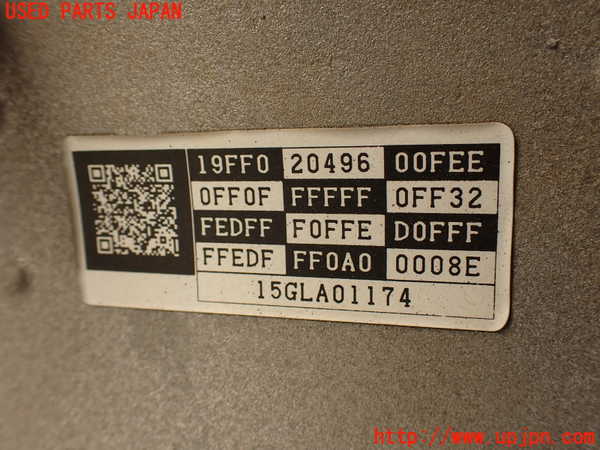 USED PARTS JAPAN
19FF0 20496 00FEE
0FF0F FFFFF 0FF32
FEDFF F0FFE D0FFF
FFEDF FF0A0 0008E
15GLA01174
http://www.upjpn.com/